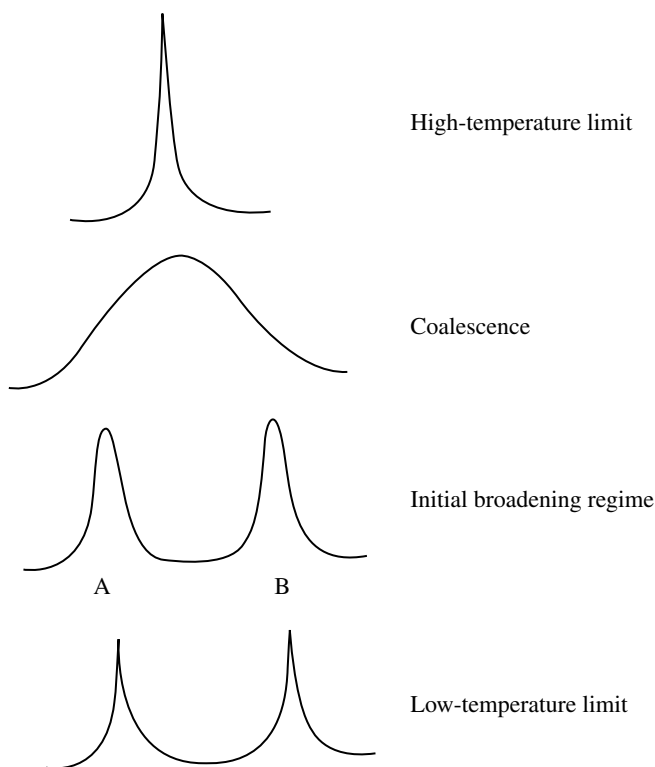 High-temperature limit
Coalescence
Initial broadening regime
A B
Low-temperature limit